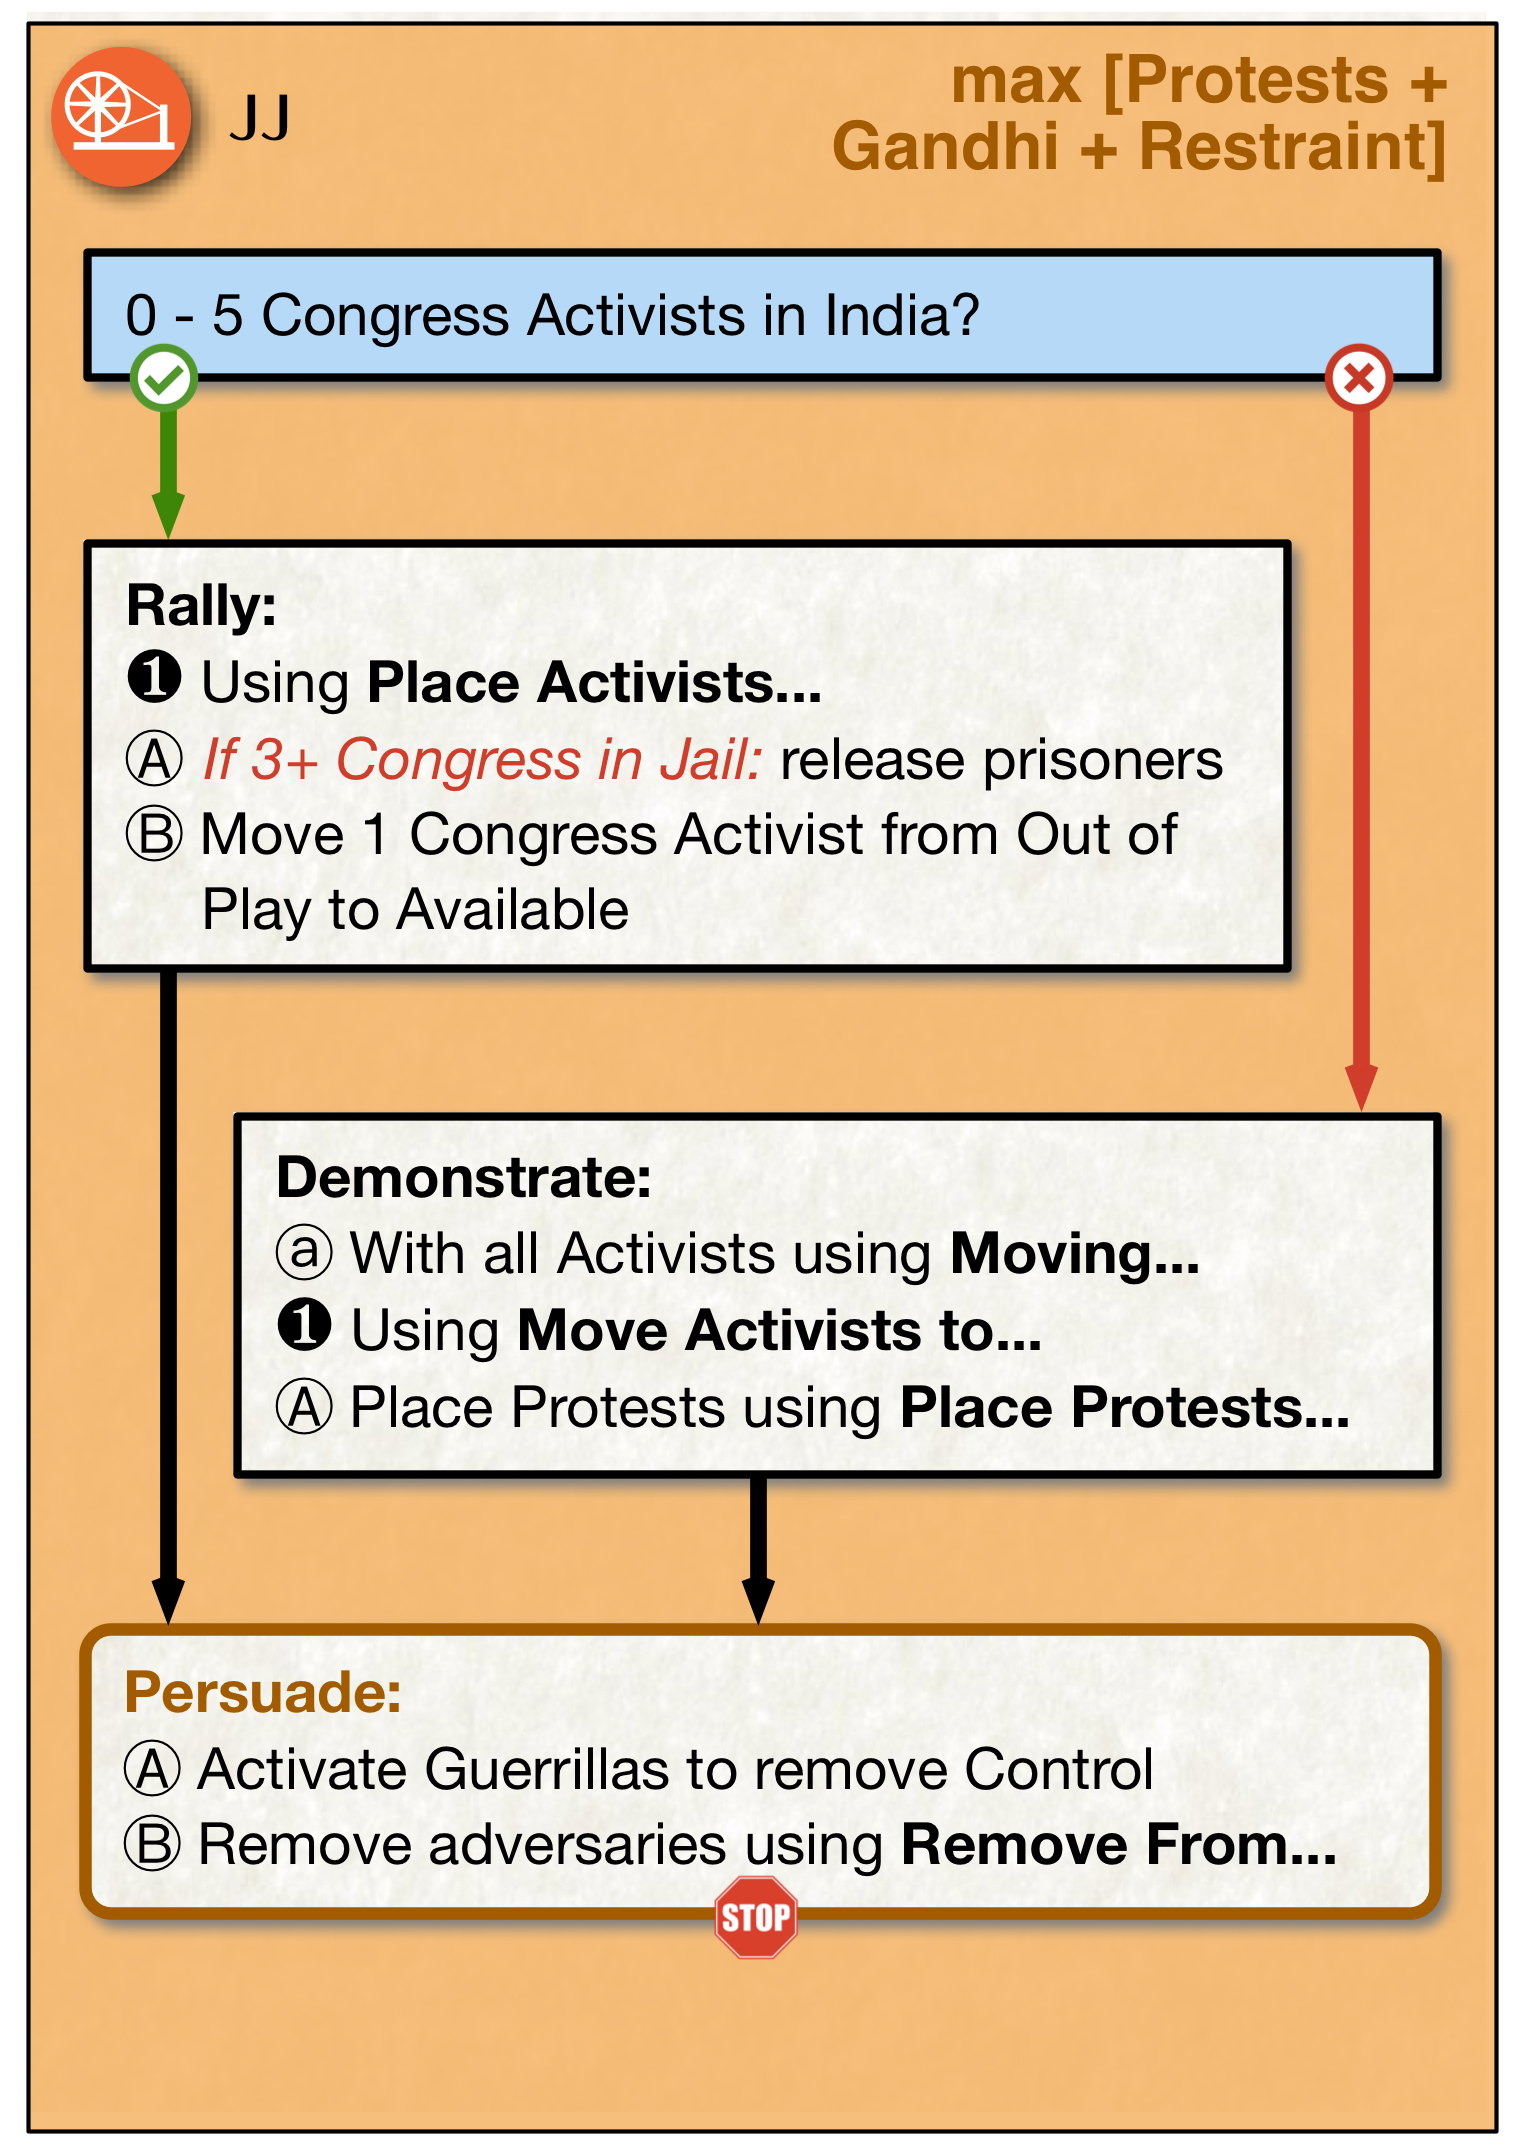 JJ
max [Protests +
Gandhi + Restraint]
0 - 5 Congress Activists in India?
Rally:
❶ Using Place Activists...
Ⓐ If 3+ Congress in Jail: release prisoners
Ⓑ Move 1 Congress Activist from Out of
Play to Available
Demonstrate:
ⓐ With all Activists using Moving...
❶ Using Move Activists to...
Ⓐ Place Protests using Place Protests...
Persuade:
Ⓐ Activate Guerrillas to remove Control
Ⓑ Remove adversaries using Remove From...
STOP